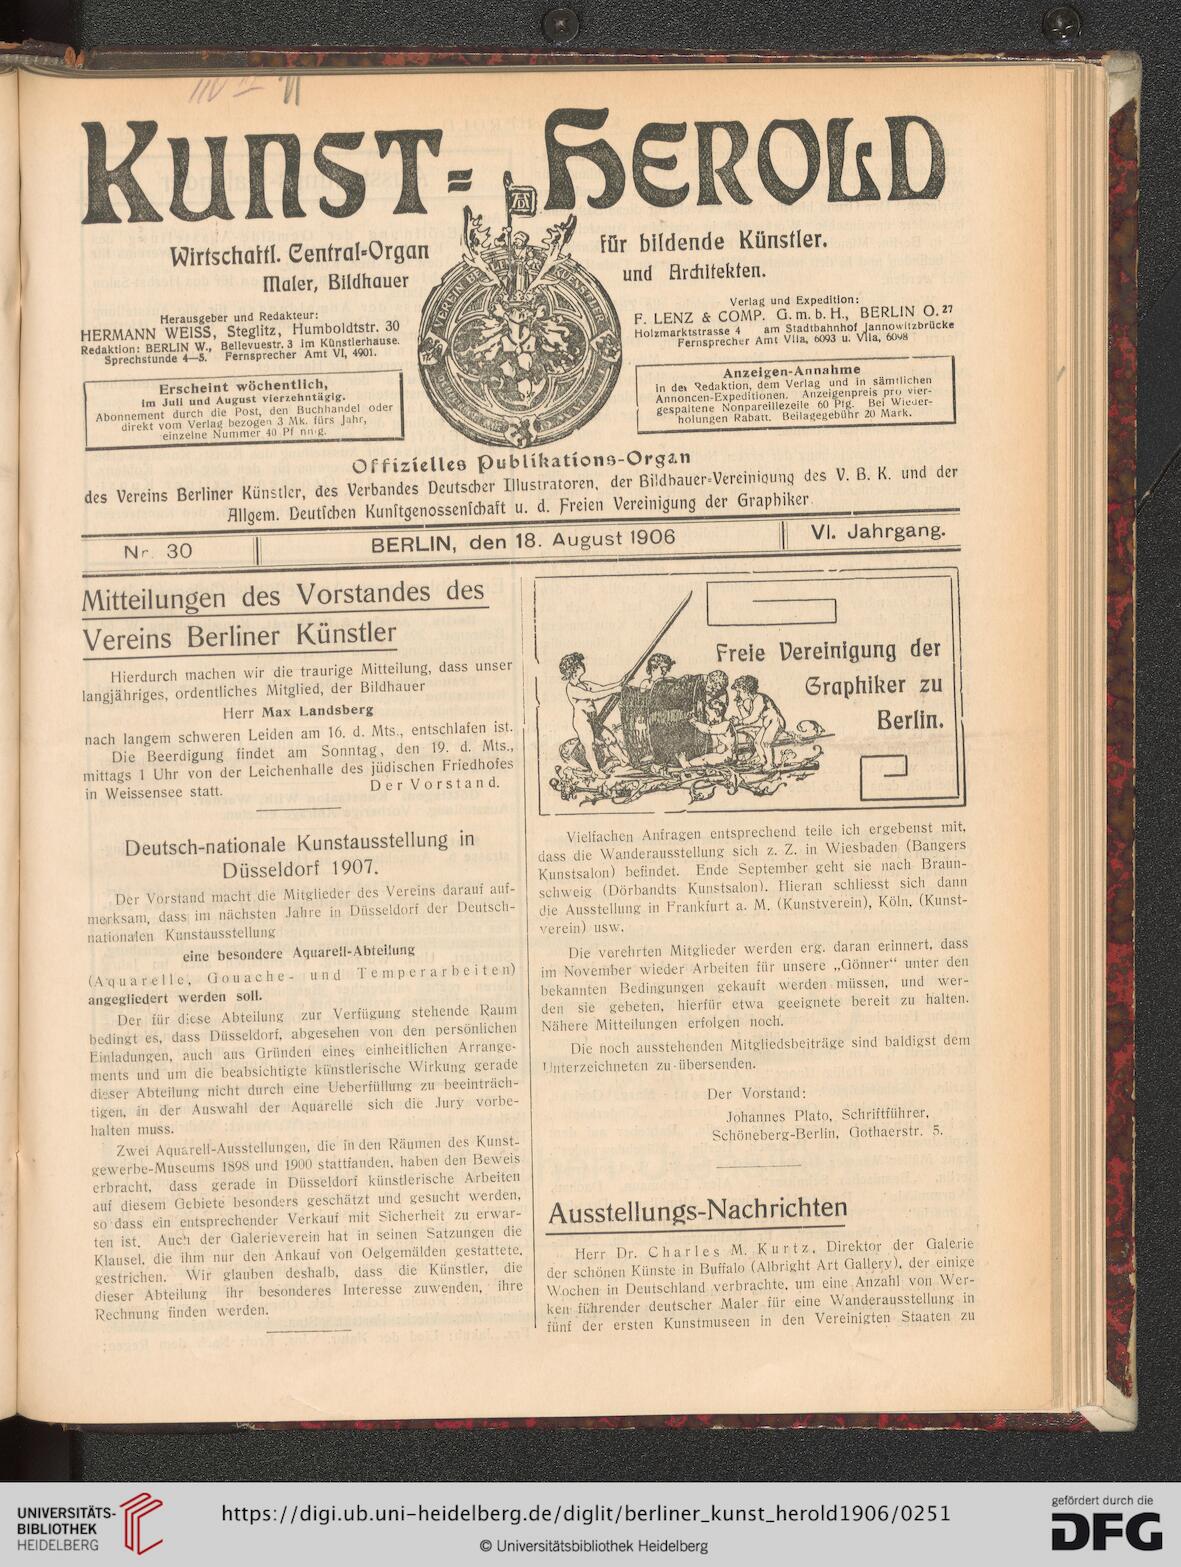 KUNST=HEROLD
Wirtschaftl. Central-Organ für bildende Künstler.
Maler, Bildhauer und Architekten.
Herausgeber und Redakteur:
HERMANN WEISS, Steglitz, Humboldtstr. 30
Redaktion: BERLIN W., Bellevuestr. 3 im Künstlerhause.
Sprechstunde 4—5. Fernsprecher Amt VI, 4901.
Erscheint wöchentlich,
im Juli und August vierzehntägig.
Abonnement durch die Post, den Buchhandel oder
direkt vom Verlag bezogen 3 Mk. fürs Jahr,
einzelne Nummer 40 Pf
VEREIN BERLINER KÜNSTLER
Verlag und Expedition:
F. LENZ & COMP. G. m. b. H., BERLIN O. 27
Holzmarktstrasse 4 am Stadtbahnhof Jannowitzbrücke
Fernsprecher Amt VIIa, 6093 u. VIIa, 6098
Anzeigen-Annahme
in der Redaktion, dem Verlag und in sämtlichen
Annoncen-Expeditionen. Anzeigenpreis pro vier-
gespaltene Nonpareillezeile 60 Pfg. Bei Wieder-
holungen Rabatt. Beilagegebühr 20 Mark.
Offizielles Publikations-Organ
des Vereins Berliner Künstler, des Verbandes Deutscher Illustratoren, der Bildhauer-Vereinigung des V. B. K. und der
Allgem. Deutschen Kunstgenossenschaft u. d. Freien Vereinigung der Graphiker
Nr. 30 BERLIN, den 18. August 1906 VI. Jahrgang.
Mitteilungen des Vorstandes des
Vereins Berliner Künstler
Hierdurch machen wir die traurige Mitteilung, dass unser
langjähriges, ordentliches Mitglied, der Bildhauer
Herr Max Landsberg
nach langem schweren Leiden am 16. d. Mts., entschlafen ist.
Die Beerdigung findet am Sonntag, den 19. d. Mts.,
mittags 1 Uhr von der Leichenhalle des jüdischen Friedhofes
in Weissensee statt. Der Vorstand.
Deutsch-nationale Kunstausstellung in
Düsseldorf 1907.
Der Vorstand macht die Mitglieder des Vereins darauf auf-
merksam, dass im nächsten Jahre in Düsseldorf der Deutsch-
nationalen Kunstausstellung
eine besondere Aquarell-Abteilung
(Aquarelle, Gouache- und Temperarbeiten)
angegliedert werden soll.
Der für diese Abteilung zur Verfügung stehende Raum
bedingt es, dass Düsseldorf, abgesehen von den persönlichen
Einladungen, auch aus Gründen eines einheitlichen Arrange-
ments und um die beabsichtigte künstlerische Wirkung gerade
dieser Abteilung nicht durch eine Ueberfüllung zu beeinträch-
tigen, in der Auswahl der Aquarelle sich die Jury vorbe-
halten muss.
Zwei Aquarell-Ausstellungen, die in den Räumen des Kunst-
gewerbe-Museums 1898 und 1900 stattfanden, haben den Beweis
erbracht, dass gerade in Düsseldorf künstlerische Arbeiten
auf diesem Gebiete besonders geschätzt und gesucht werden,
so dass ein entsprechender Verkauf mit Sicherheit zu erwar-
ten ist. Auch der Galerieverein hat in seinen Satzungen die
Klausel, die ihm nur den Ankauf von Oelgemälden gestattete,
gestrichen. Wir glauben deshalb, dass die Künstler, die
dieser Abteilung ihr besonderes Interesse zuwenden, ihre
Rechnung finden werden.
Freie Vereinigung der
Graphiker zu
Berlin.
Vielfachen Anfragen entsprechend teile ich ergebenst mit,
dass die Wanderausstellung sich z. Z. in Wiesbaden (Bangers
Kunstsalon) befindet. Ende September geht sie nach Braun-
schweig (Dörbandts Kunstsalon). Hieran schliesst sich dann
die Ausstellung in Frankfurt a. M. (Kunstverein), Köln, (Kunst-
verein) usw.
Die verehrten Mitglieder werden erg. daran erinnert, dass
im November wieder Arbeiten für unsere „Gönner“ unter den
bekannten Bedingungen gekauft werden müssen, und wer-
den sie gebeten, hierfür etwa geeignete bereit zu halten.
Nähere Mitteilungen erfolgen noch.
Die noch ausstehenden Mitgliedsbeiträge sind baldigst dem
Unterzeichneten zu übersenden.
Der Vorstand:
Johannes Plato, Schriftführer,
Schöneberg-Berlin, Gothaerstr. 5.
Ausstellungs-Nachrichten
Herr Dr. Charles M. Kurtz, Direktor der Galerie
der schönen Künste in Buffalo (Albright Art Gallery), der einige
Wochen in Deutschland verbrachte, um eine Anzahl von Wer-
ken führender deutscher Maler für eine Wanderausstellung in
fünf der ersten Kunstmuseen in den Vereinigten Staaten zu
UNIVERSITÄTS-
BIBLIOTHEK
HEIDELBERG
https://digi.ub.uni-heidelberg.de/diglit/berliner_kunst_herold1906/0251
© Universitätsbibliothek Heidelberg
gefördert durch die
DFG